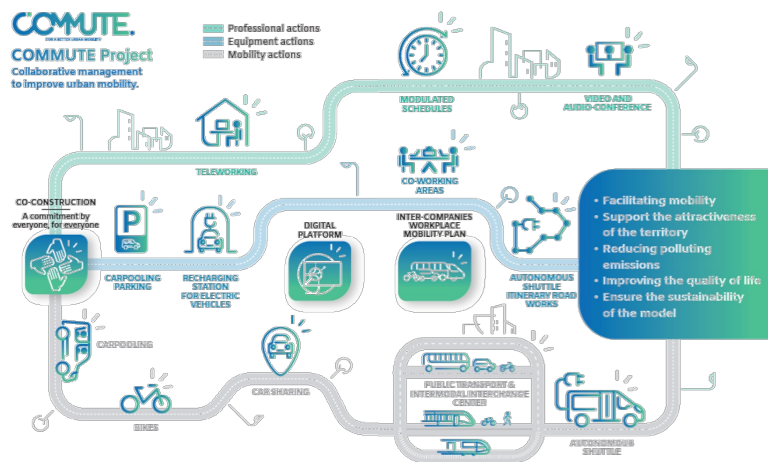 COMMUTE.
FOR A BETTER URBAN MOBILITY
COMMUTE Project
Collaborative management
to improve urban mobility.
Professional actions
Equipment actions
Mobility actions
MODULATED
SCHEDULES
VIDEO AND
AUDIO-CONFERENCE
TELEWORKING
CO-WORKING
AREAS
CO-CONSTRUCTION
A commitment by
everyone, for everyone
P
CARPOOLING
PARKING
RECHARGING
STATION
FOR ELECTRIC
VEHICLES
DIGITAL
PLATFORM
INTER-COMPANIES
WORKPLACE
MOBILITY PLAN
AUTONOMOUS
SHUTTLE
ITINERARY ROAD
WORKS
• Facilitating mobility
• Support the attractiveness
of the territory
• Reducing polluting
emissions
• Improving the quality of life
• Ensure the sustainability
of the model
CARPOOLING
BIKES
CAR SHARING
PUBLIC TRANSPORT &
INTERMODAL INTERCHANGE
CENTER
AUTONOMOUS
SHUTTLE